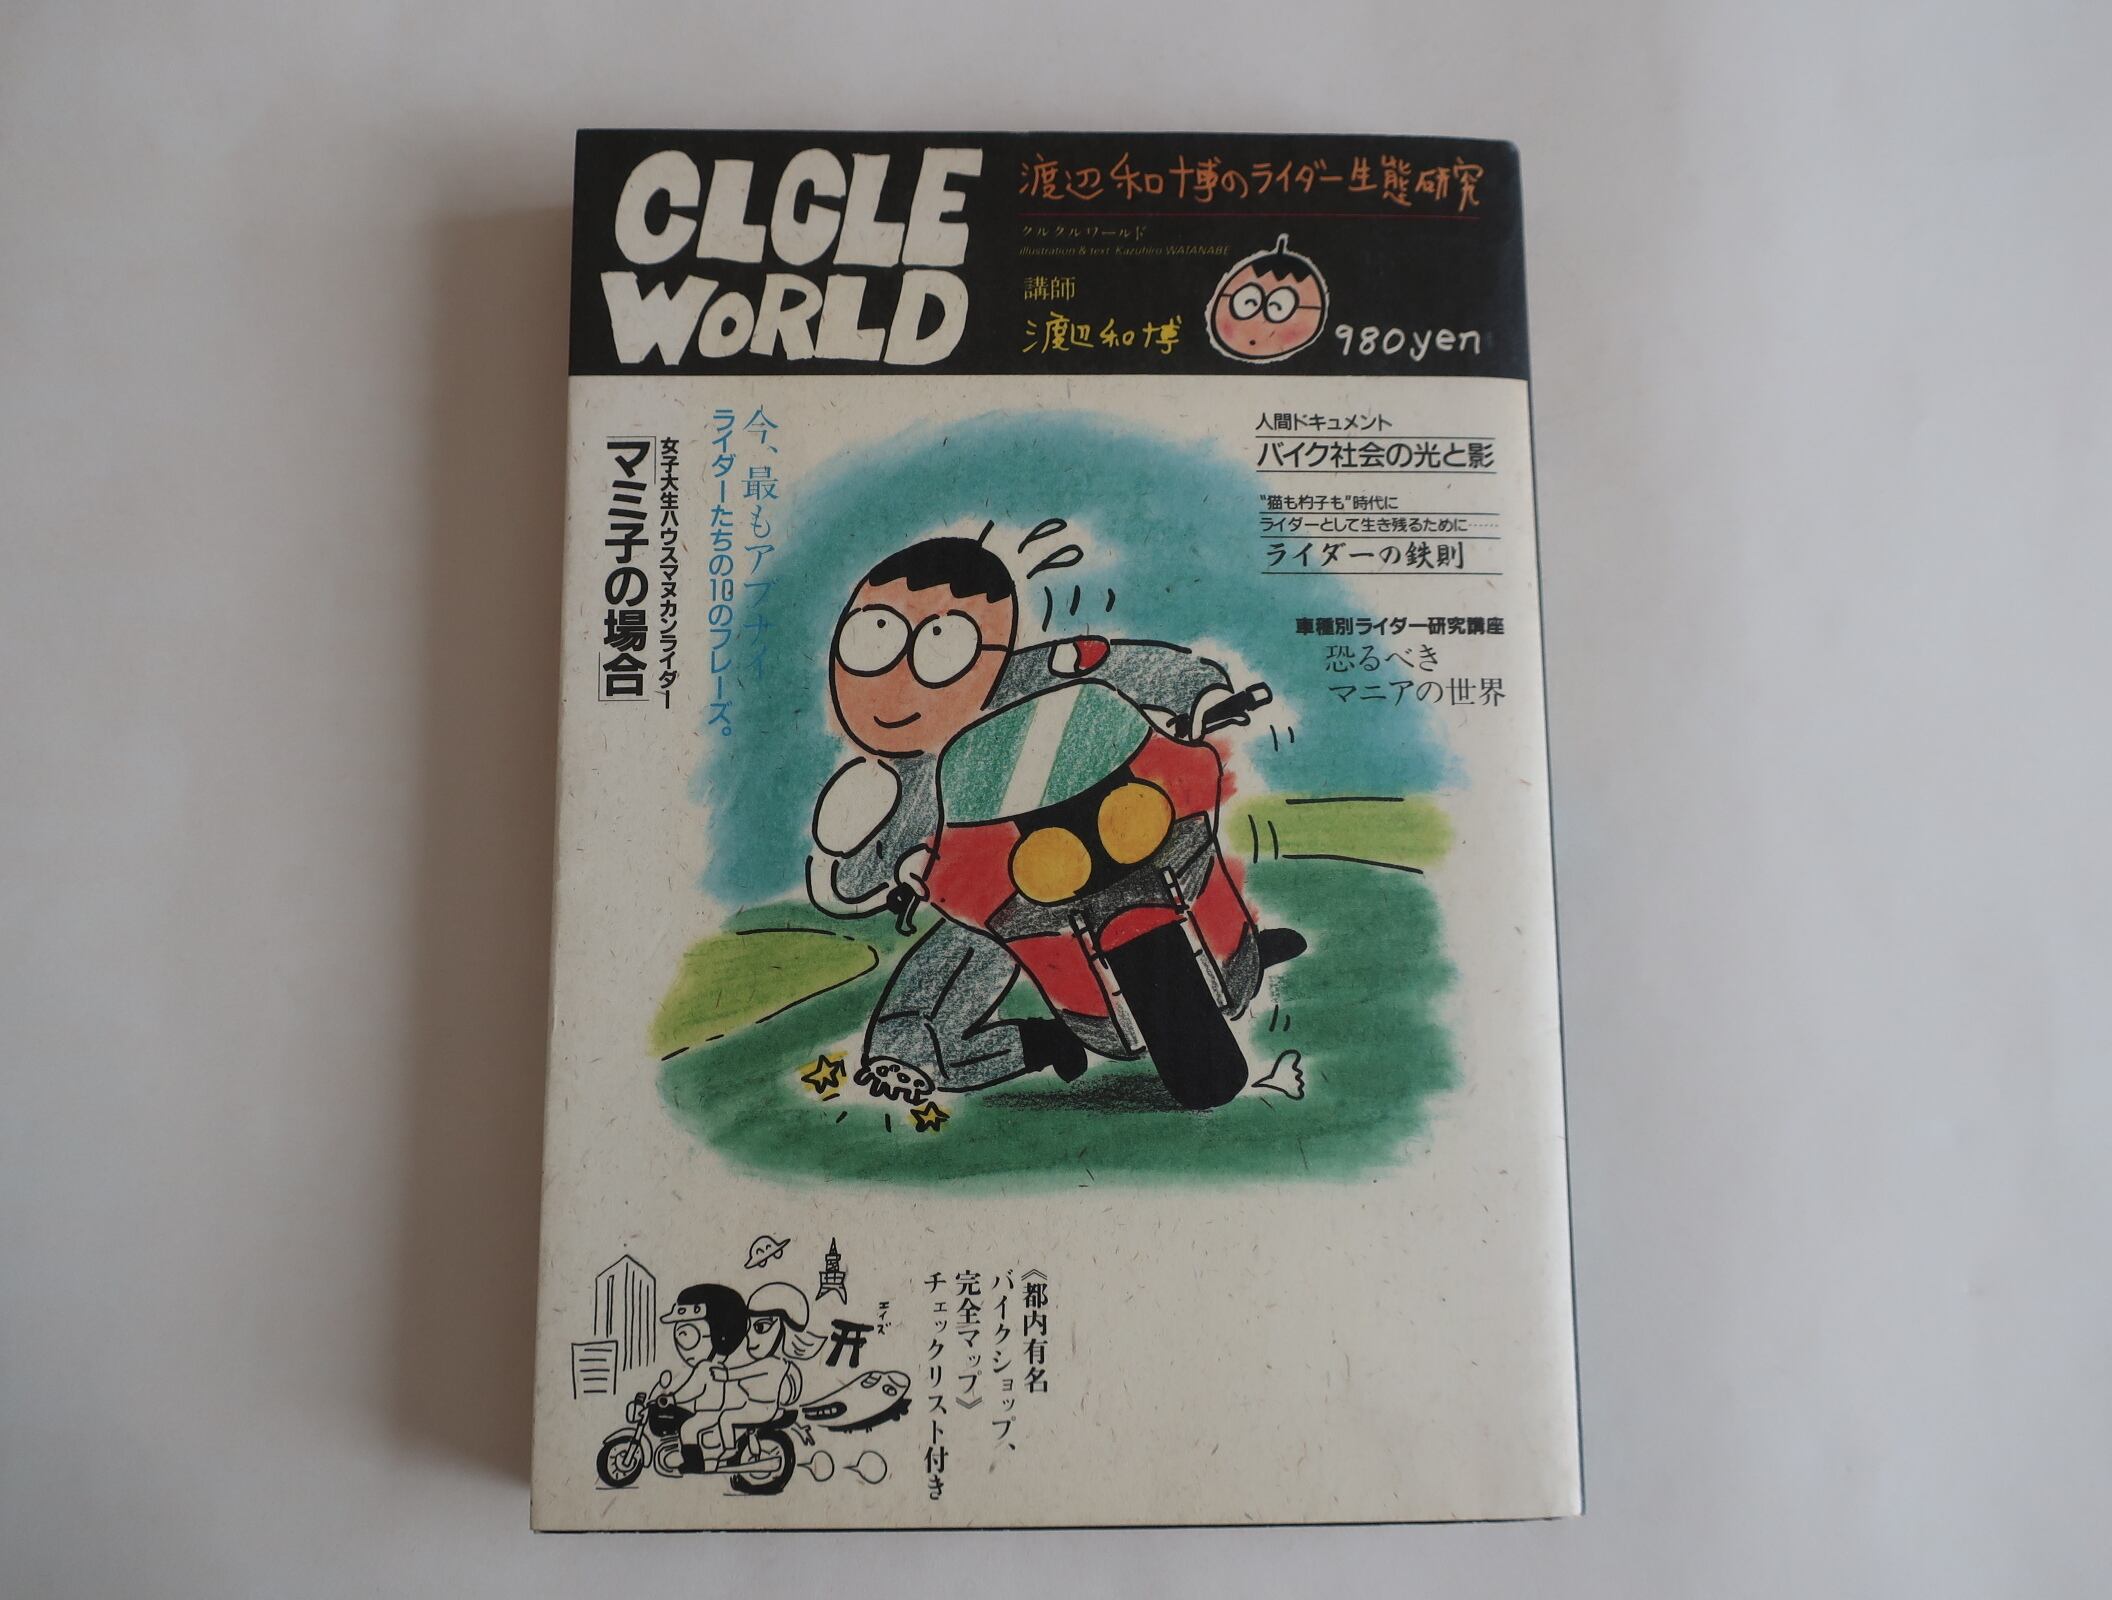 CLCLE
WORLD
渡辺和博のライダー生態研究
クルクルワールド
illustration & text Kazuhiro WATANABE
講師
渡辺和博
980yen
人間ドキュメント
バイク社会の光と影
“猫も杓子も”時代に
ライダーとして生き残るために……
ライダーの鉄則
車種別ライダー研究講座
恐るべき
マニアの世界
今、最もアブナイ
ライダーたちの10のフレーズ。
女子大生ハウスマヌカンライダー
「マミ子の場合」
《都内有名
バイクショップ、
完全マップ》
チェックリスト付き
エイズ